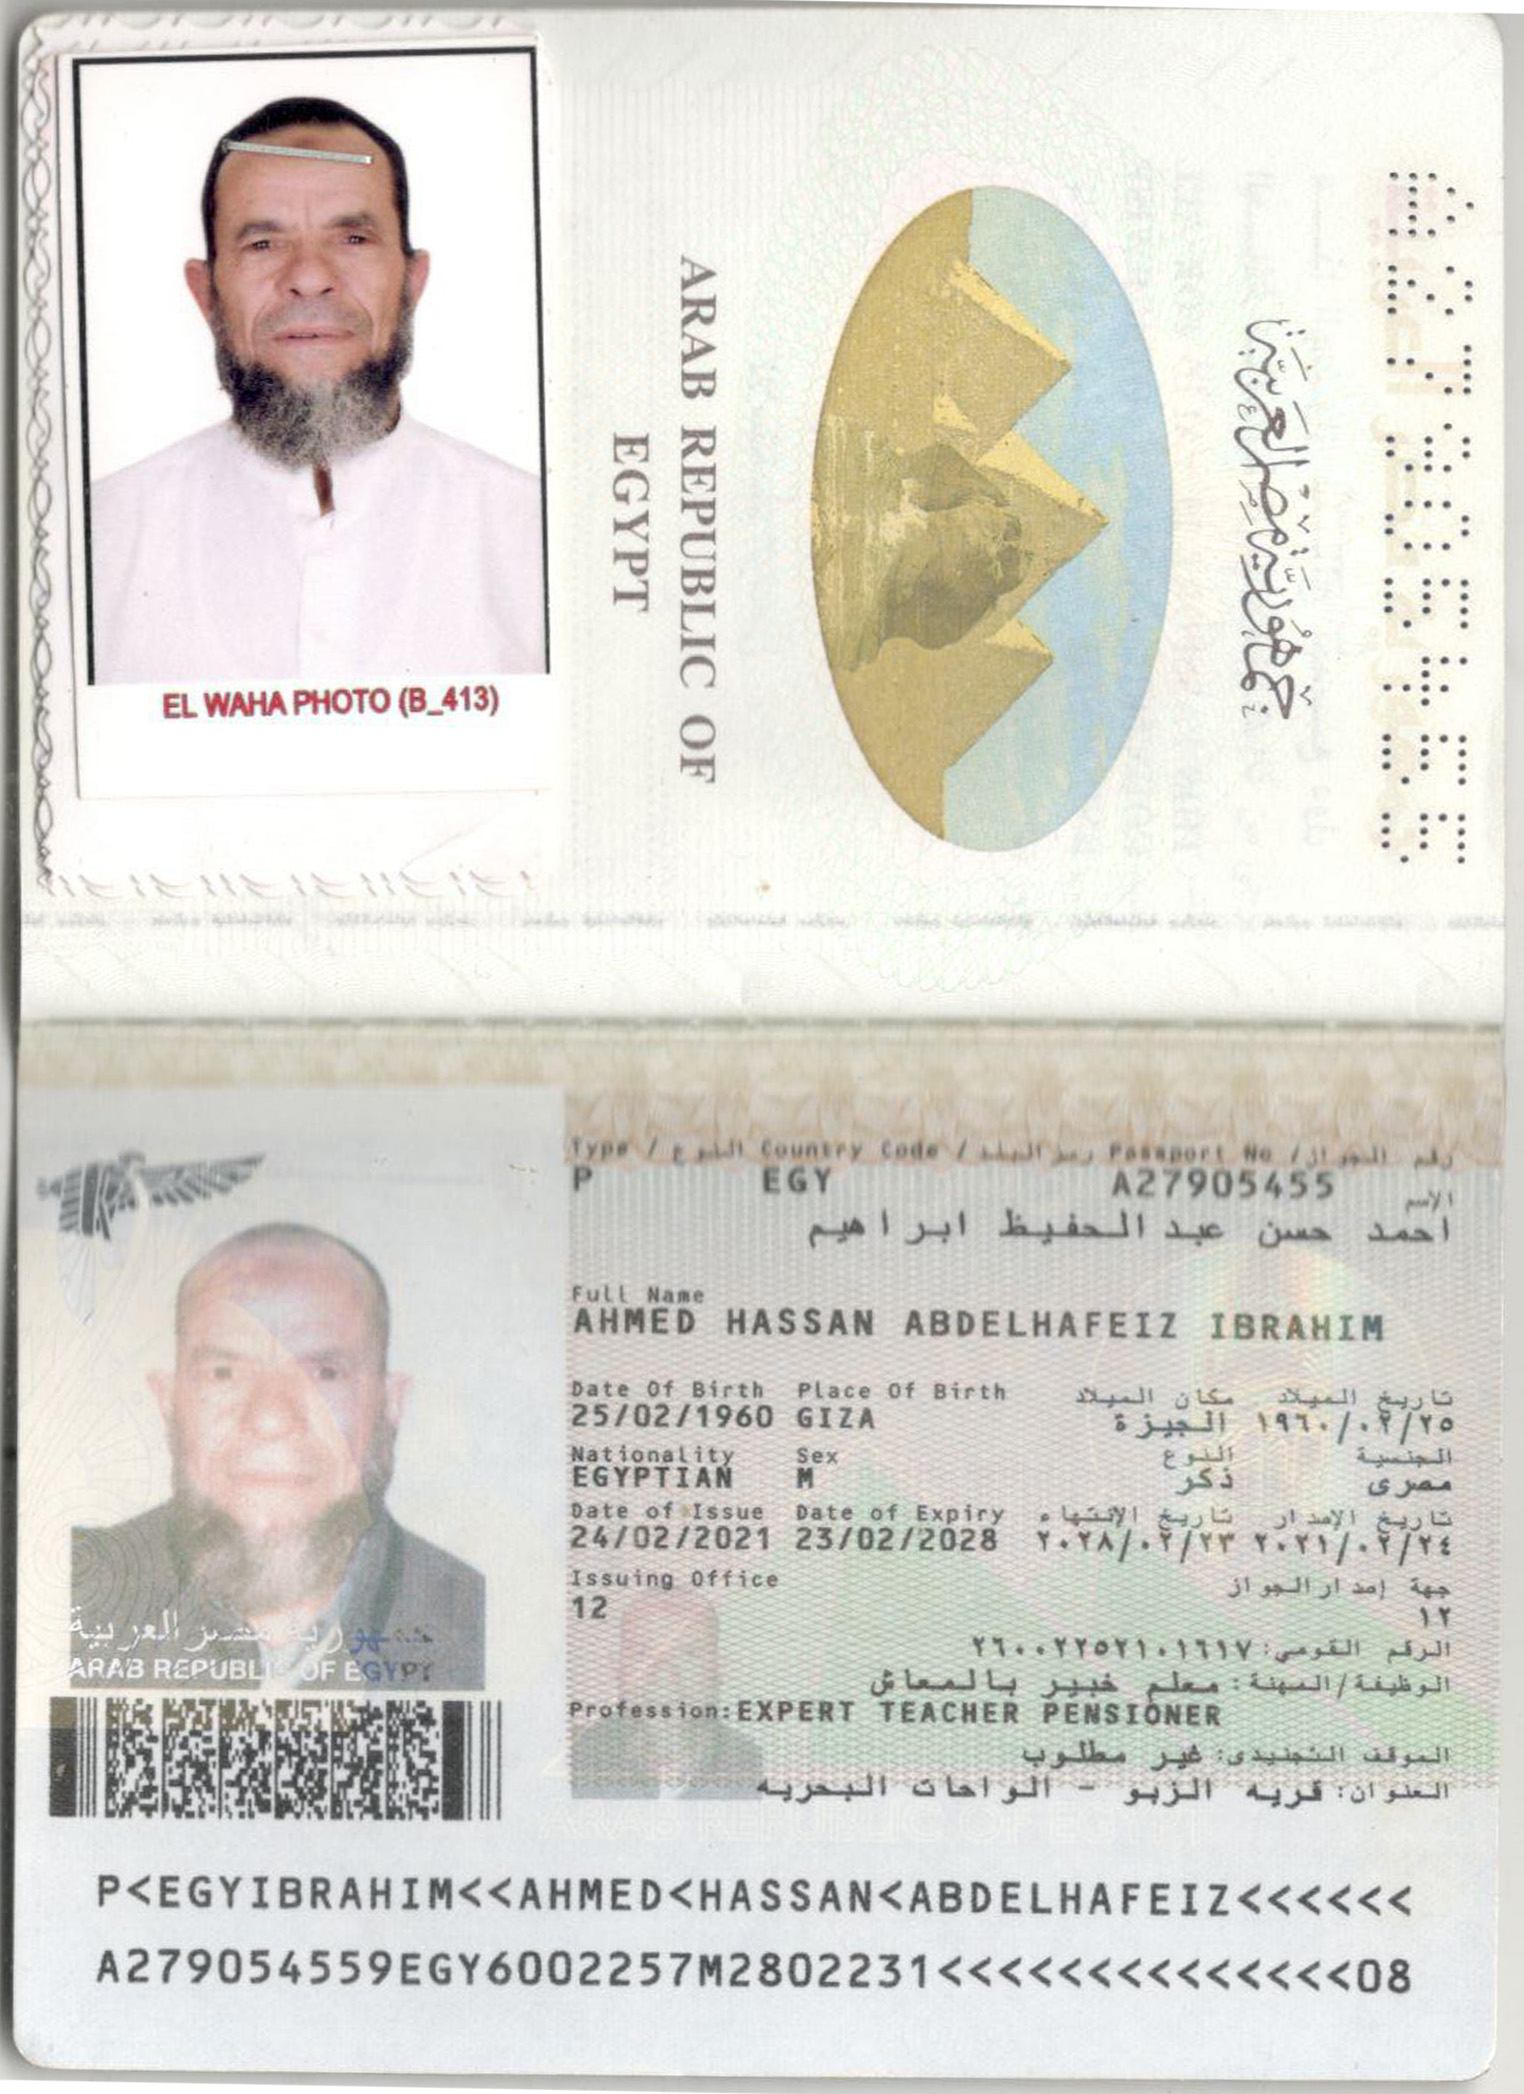 EL WAHA PHOTO (B_413)
ARAB REPUBLIC OF
EGYPT
جمهورية مصر العربية
A27905455
Type / النوع Country Code / رمز البلد Passport No / رقم الجواز
P EGY A27905455
الاسم
احمد حسن عبد الحفيظ ابراهيم
Full Name
AHMED HASSAN ABDELHAFEIZ IBRAHIM
Date Of Birth Place Of Birth مكان الميلاد تاريخ الميلاد
25/02/1960 GIZA الجيزة ١٩٦٠/٠٢/٢٥
Nationality Sex النوع الجنسية
EGYPTIAN M ذكر مصرى
Date of Issue Date of Expiry تاريخ الإنتهاء تاريخ الإصدار
24/02/2021 23/02/2028 ٢٠٢٨/٠٢/٢٣ ٢٠٢١/٠٢/٢٤
Issuing Office جهة إصدار الجواز
12 ١٢
الرقم القومى: ٢٦٠٠٢٢٥٢١٠١٦١٧
الوظيفة/المهنة: معلم خبير بالمعاش
Profession: EXPERT TEACHER PENSIONER
الموقف التجنيدى: غير مطلوب
العنوان: قريه الزبو - الواحات البحريه
جمهورية مصر العربية
ARAB REPUBLIC OF EGYPT
P<EGYIBRAHIM<<AHMED<HASSAN<ABDELHAFEIZ<<<<<<
A279054559EGY6002257M2802231<<<<<<<<<<<<<<08